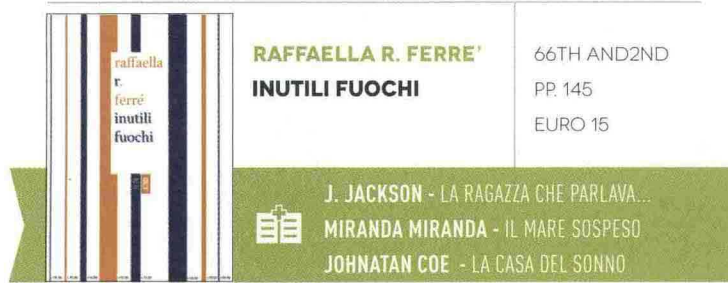 raffaella
r.
ferré
inutili
fuochi
RAFFAELLA R. FERRE'
INUTILI FUOCHI
66TH AND2ND
PP. 145
EURO 15
J. JACKSON - LA RAGAZZA CHE PARLAVA...
MIRANDA MIRANDA - IL MARE SOSPESO
JOHNATAN COE - LA CASA DEL SONNO